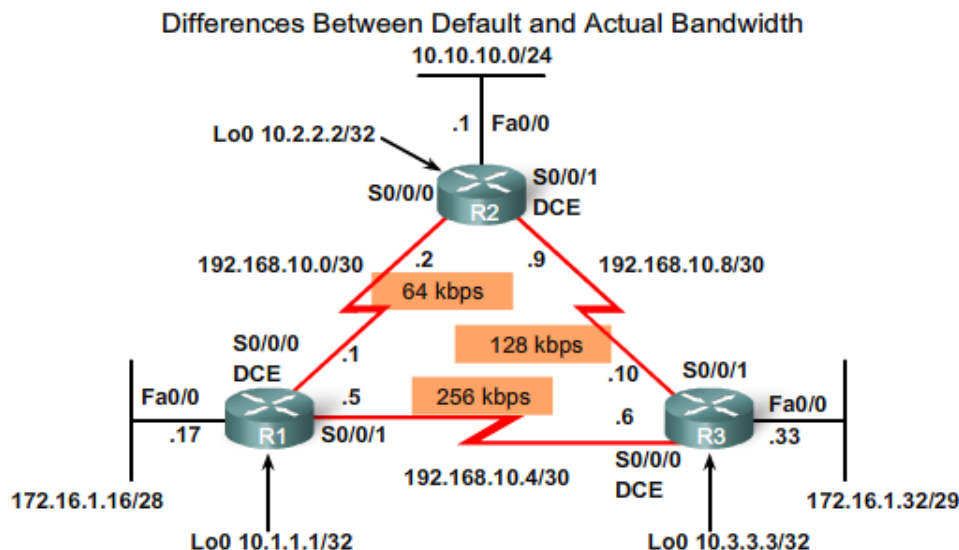 Differences Between Default and Actual Bandwidth
10.10.10.0/24
.1 Fa0/0
Lo0 10.2.2.2/32
S0/0/0
R2
S0/0/1
DCE
192.168.10.0/30
.2
.9
192.168.10.8/30
64 kbps
128 kbps
256 kbps
S0/0/0
DCE
.1
.10
S0/0/1
Fa0/0
.17
R1
.5
S0/0/1
.6
R3
Fa0/0
.33
S0/0/0
DCE
192.168.10.4/30
172.16.1.16/28
172.16.1.32/29
Lo0 10.1.1.1/32
Lo0 10.3.3.3/32